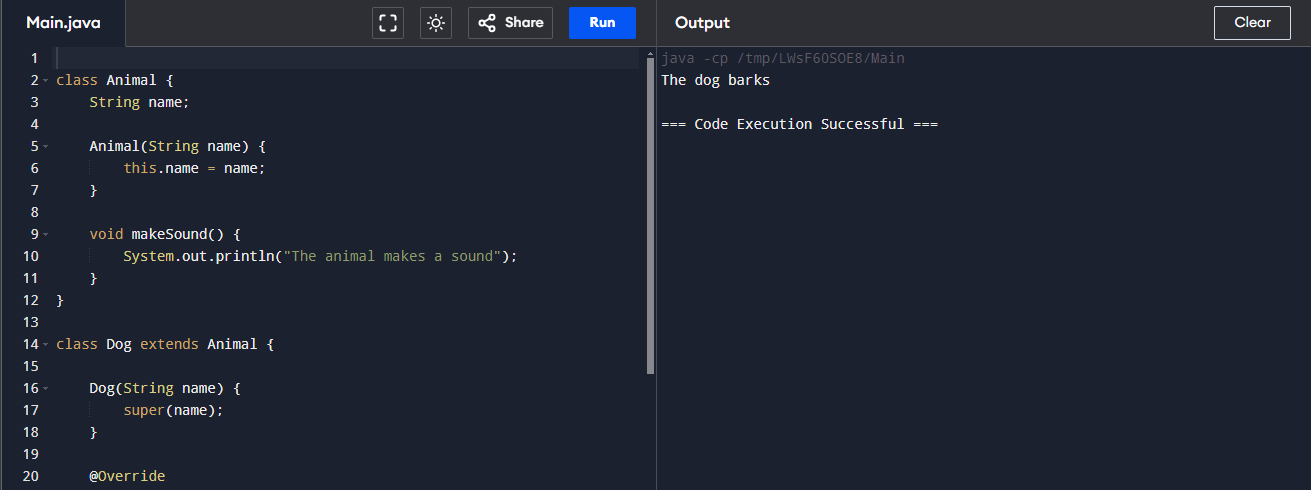 Main.java
Share
Run
Output
Clear
1
2 class Animal {
3     String name;
4
5     Animal(String name) {
6         this.name = name;
7     }
8
9     void makeSound() {
10         System.out.println("The animal makes a sound");
11     }
12 }
13
14 class Dog extends Animal {
15
16     Dog(String name) {
17         super(name);
18     }
19
20     @Override
java -cp /tmp/LWsF6OSOE8/Main
The dog barks
=== Code Execution Successful ===